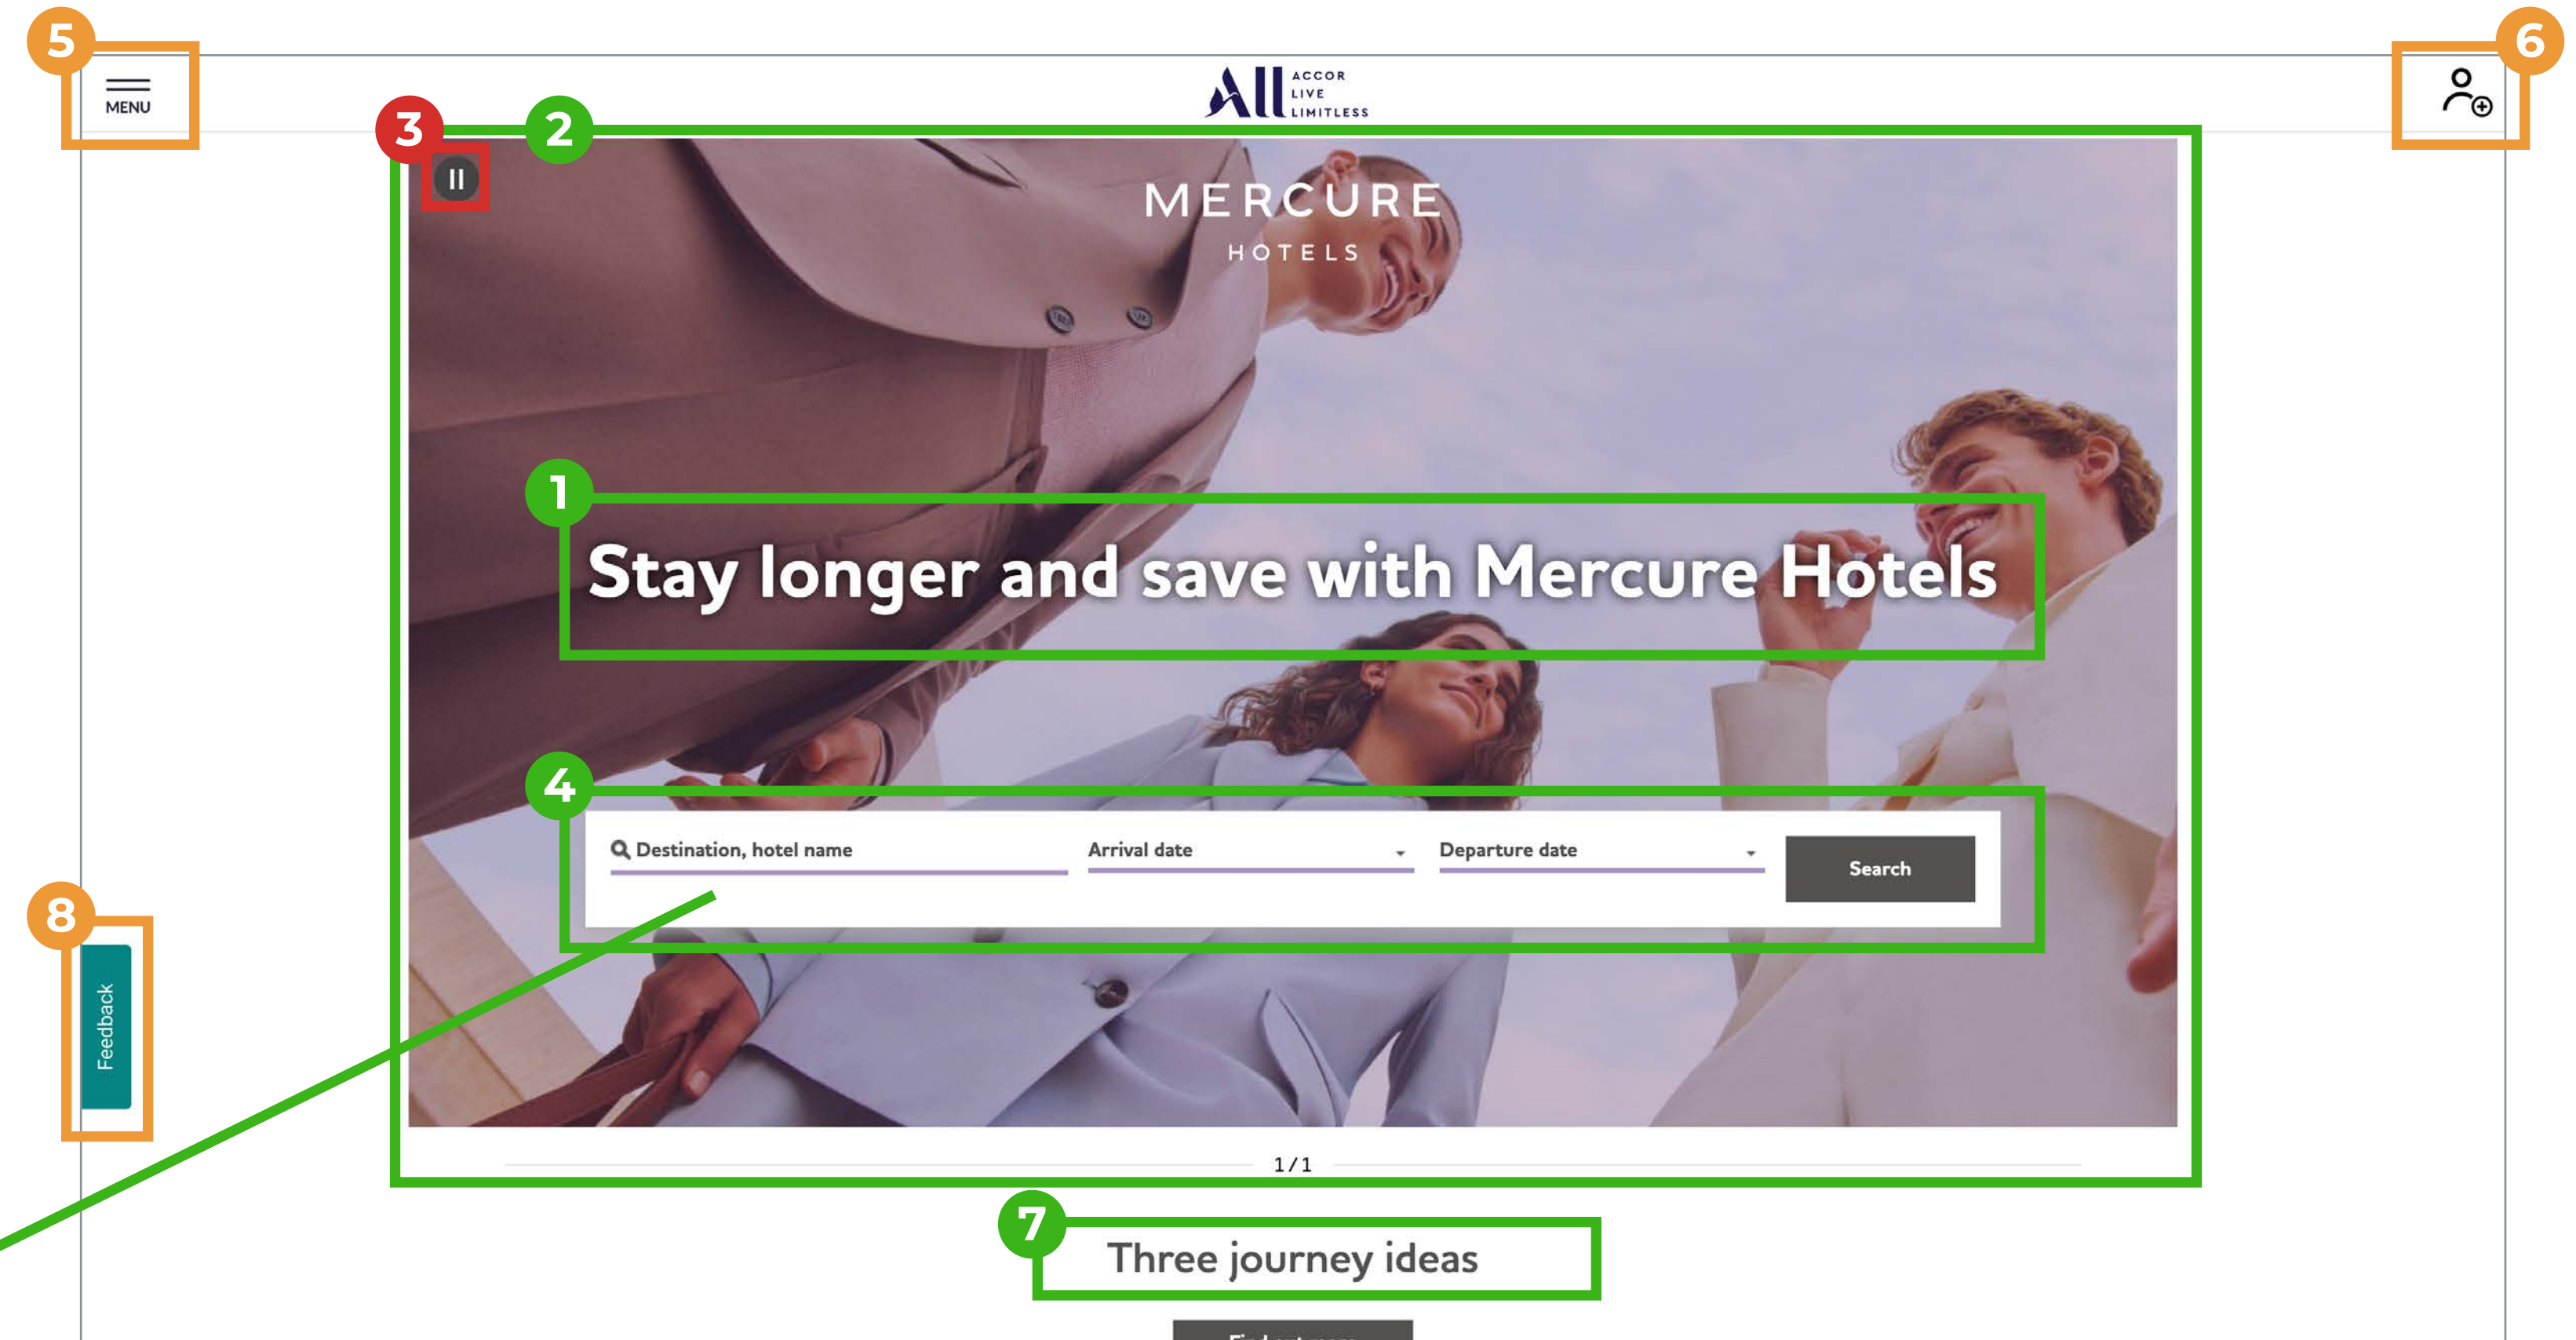 5
6
MENU
All ACCOR
LIVE
LIMITLESS
3
2
MERCURE
HOTELS
1
Stay longer and save with Mercure Hotels
4
Destination, hotel name Arrival date Departure date Search
8
Feedback
1/1
7
Three journey ideas